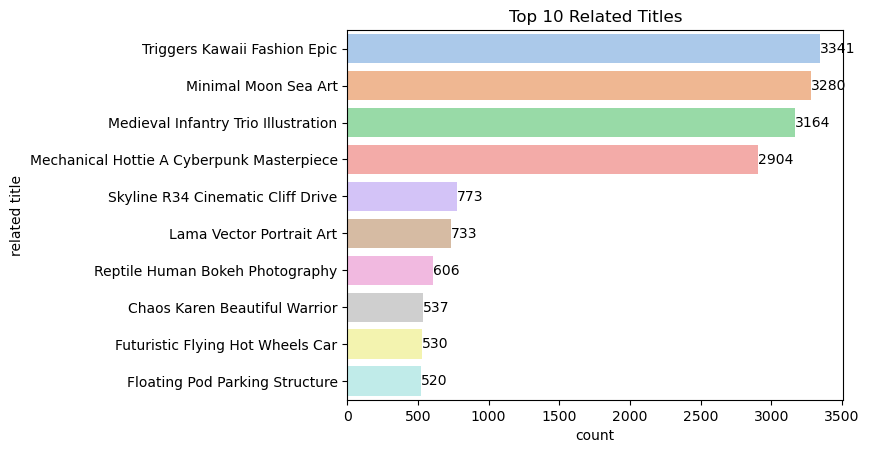 Top 10 Related Titles
related title
Triggers Kawaii Fashion Epic
3341
Minimal Moon Sea Art
3280
Medieval Infantry Trio Illustration
3164
Mechanical Hottie A Cyberpunk Masterpiece
2904
Skyline R34 Cinematic Cliff Drive
773
Lama Vector Portrait Art
733
Reptile Human Bokeh Photography
606
Chaos Karen Beautiful Warrior
537
Futuristic Flying Hot Wheels Car
530
Floating Pod Parking Structure
520
0 500 1000 1500 2000 2500 3000 3500
count